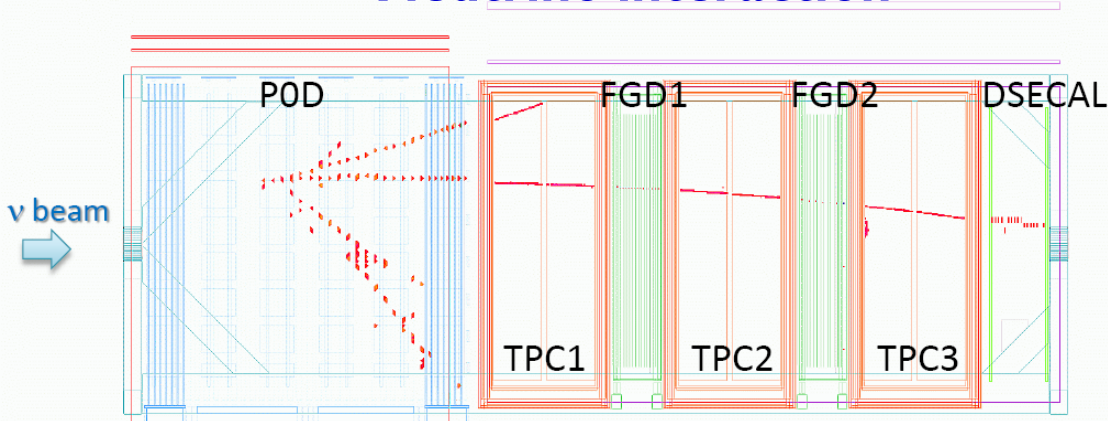 P0D
FGD1
FGD2
DSECAL
ν beam
TPC1
TPC2
TPC3